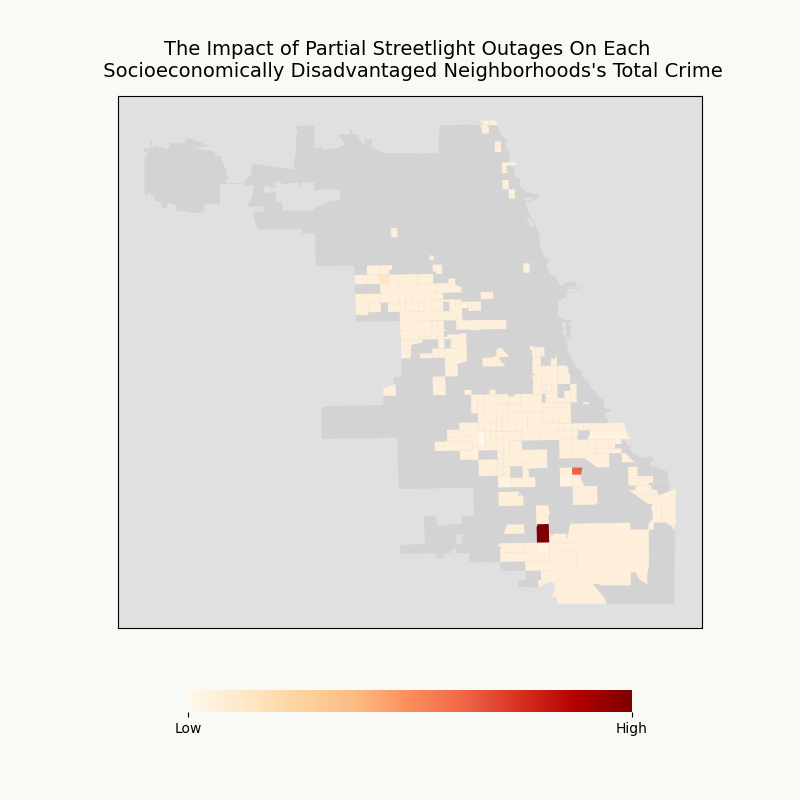 The Impact of Partial Streetlight Outages On Each
Socioeconomically Disadvantaged Neighborhoods's Total Crime
Low
High